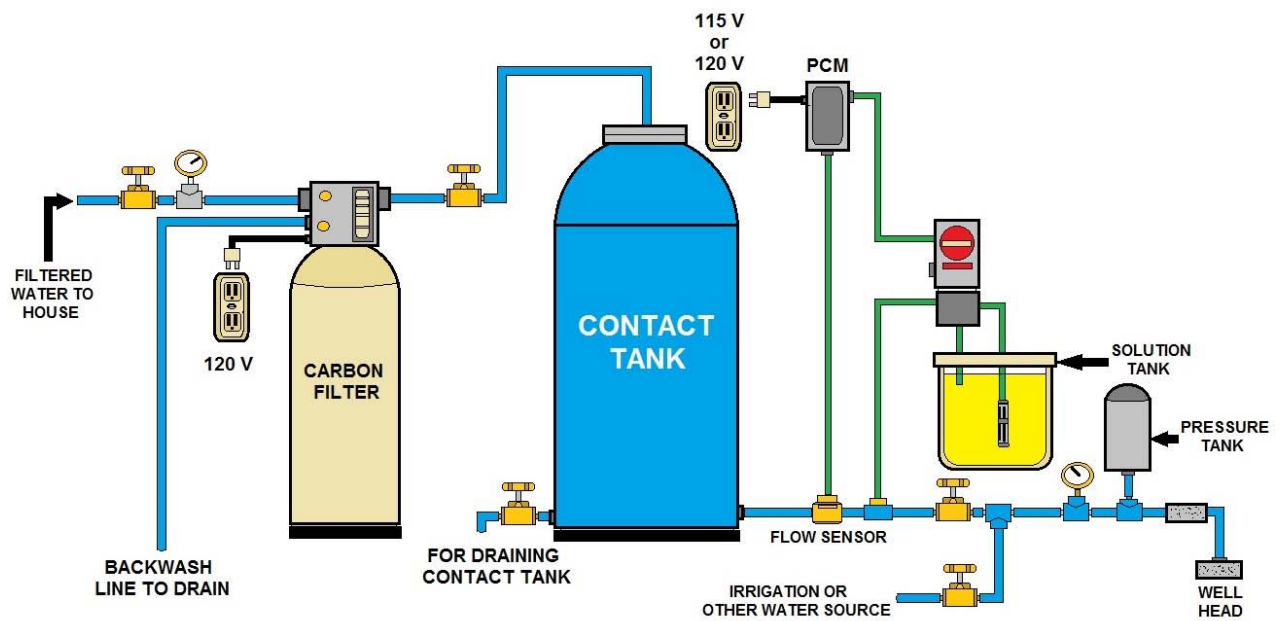 115 V
or
120 V
PCM
FILTERED
WATER TO
HOUSE
120 V
CARBON
FILTER
CONTACT
TANK
SOLUTION
TANK
PRESSURE
TANK
BACKWASH
LINE TO DRAIN
FOR DRAINING
CONTACT TANK
FLOW SENSOR
IRRIGATION OR
OTHER WATER SOURCE
WELL
HEAD